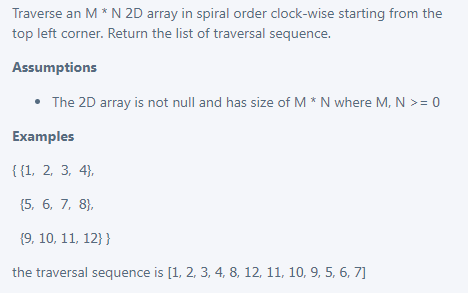 Traverse an M * N 2D array in spiral order clock-wise starting from the
top left corner. Return the list of traversal sequence.
Assumptions
• The 2D array is not null and has size of M * N where M, N >= 0
Examples
{ {1, 2, 3, 4},
{5, 6, 7, 8},
{9, 10, 11, 12} }
the traversal sequence is [1, 2, 3, 4, 8, 12, 11, 10, 9, 5, 6, 7]